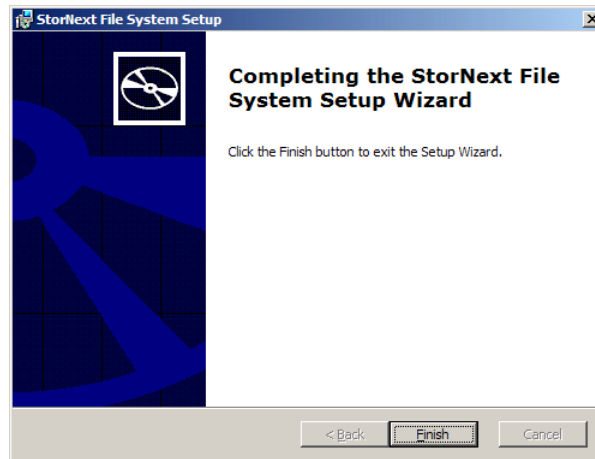 StorNext File System Setup
Completing the StorNext File
System Setup Wizard
Click the Finish button to exit the Setup Wizard.
< Back
Finish
Cancel